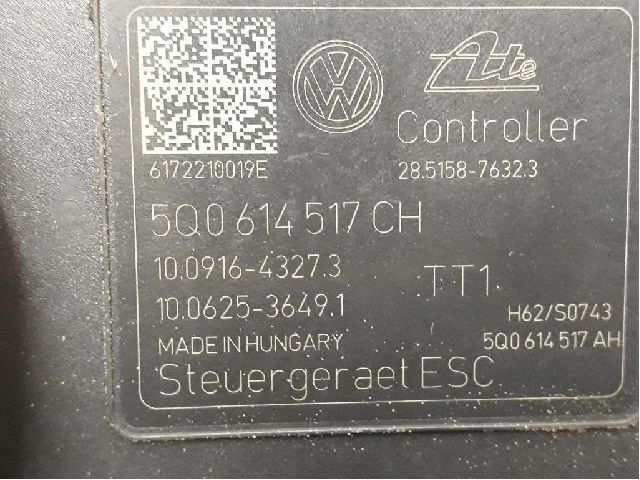 VW
Ate
Controller
6172210019E
28.5158-7632.3
5Q0 614 517 CH
10.0916-4327.3
TT1
10.0625-3649.1
H62/S0743
MADE IN HUNGARY
5Q0 614 517 AH
Steuergeraet ESC